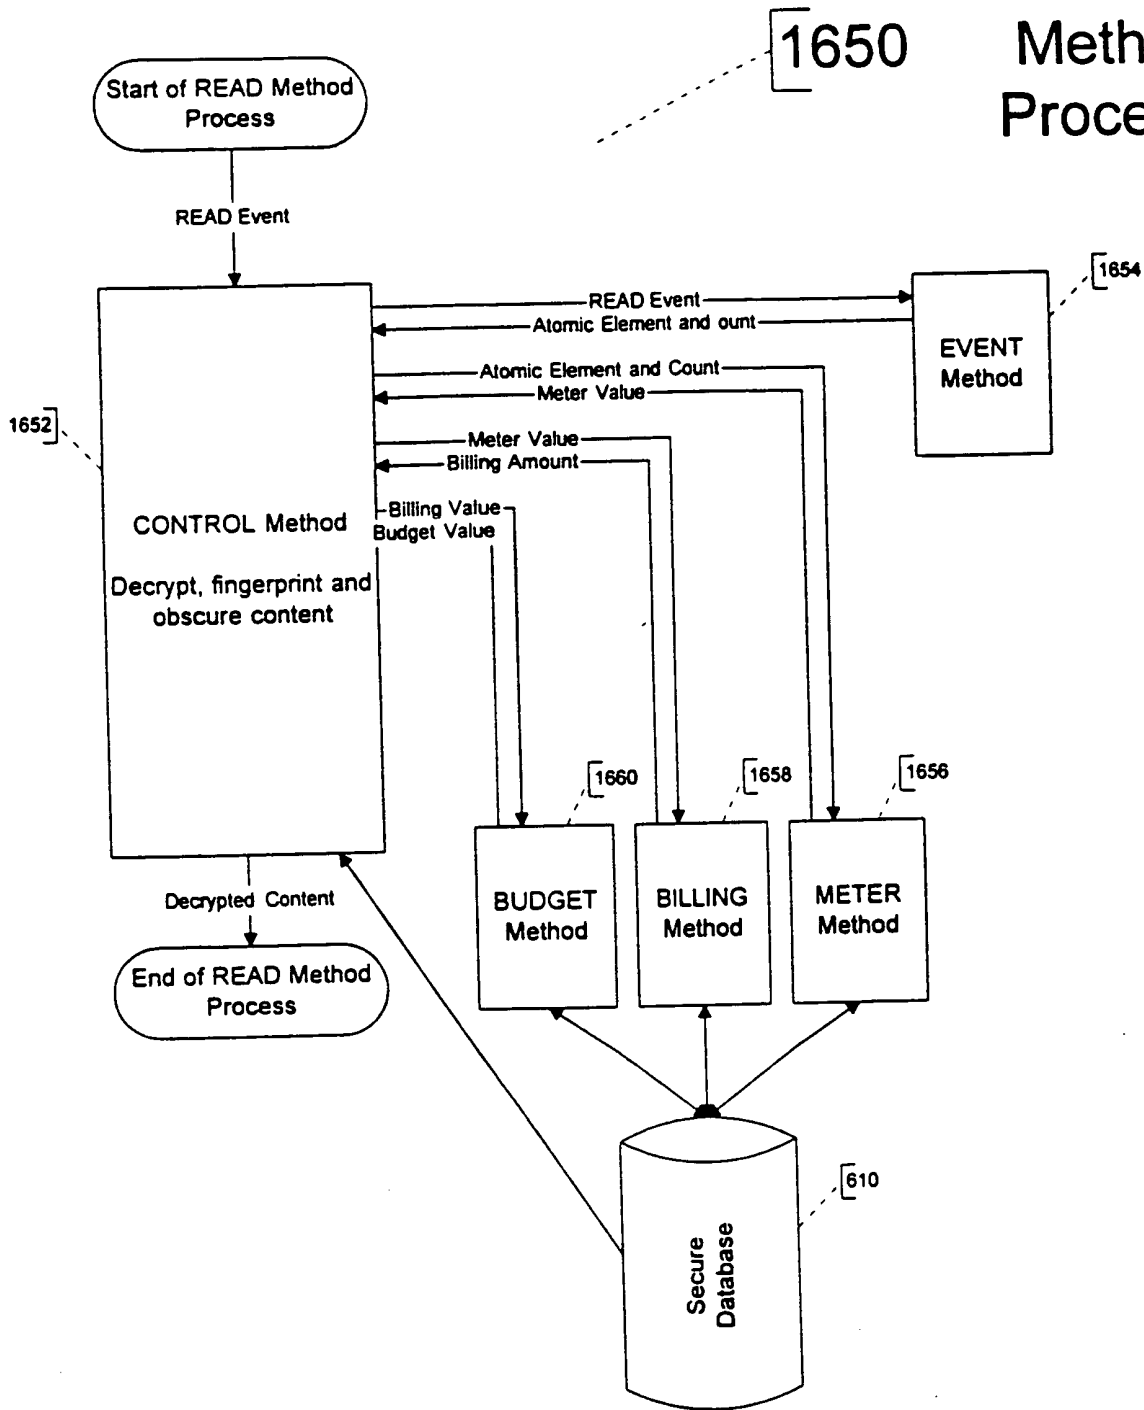 1650 Meth
Proce
Start of READ Method
Process
READ Event
1654
READ Event
Atomic Element and ount
EVENT
Method
Atomic Element and Count
Meter Value
1652
Meter Value
Billing Amount
Billing Value
Budget Value
CONTROL Method
Decrypt, fingerprint and
obscure content
1660
1658
1656
BUDGET
Method
BILLING
Method
METER
Method
Decrypted Content
End of READ Method
Process
610
Secure
Database